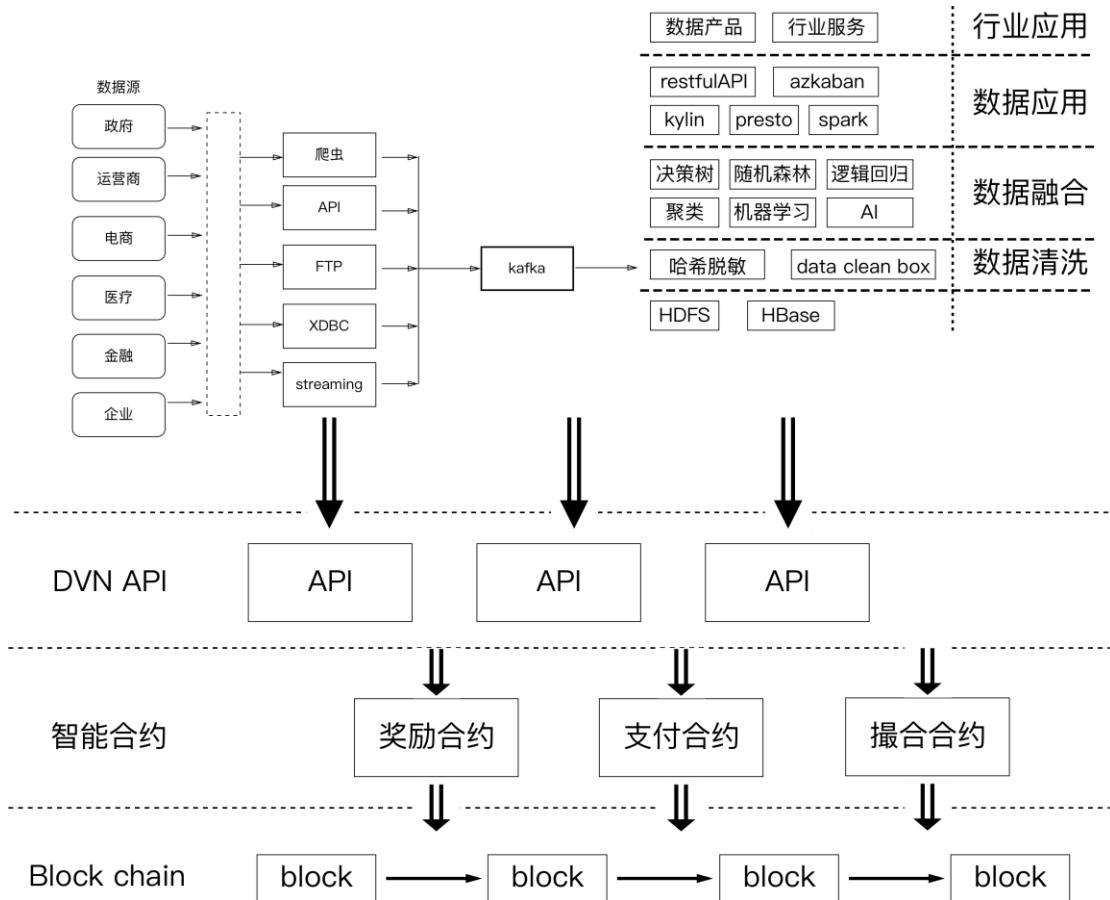 数据产品 行业服务 行业应用
restfulAPI azkaban
数据应用
kylin presto spark
决策树 随机森林 逻辑回归
数据融合
聚类 机器学习 AI
哈希脱敏 data clean box 数据清洗
HDFS HBase
数据源
政府
运营商
电商
医疗
金融
企业
爬虫
API
FTP
XDBC
streaming
kafka
DVN API API API API
智能合约 奖励合约 支付合约 撮合合约
Block chain block block block block